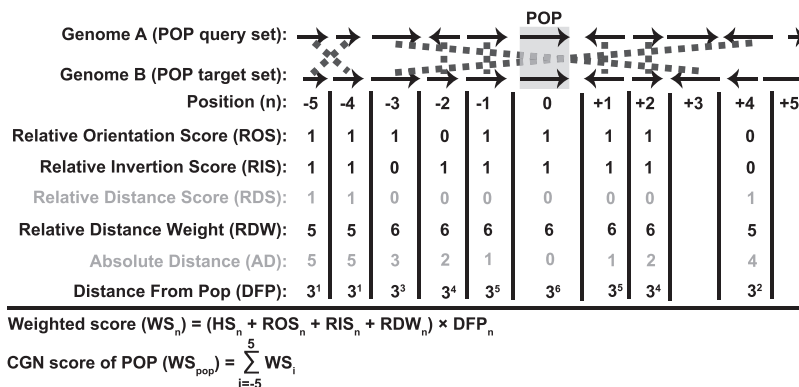 POP
Genome A (POP query set):
Genome B (POP target set):
Position (n): -5 -4 -3 -2 -1 0 +1 +2 +3 +4 +5
Relative Orientation Score (ROS): 1 1 1 0 1 1 1 1 0
Relative Invertion Score (RIS): 1 1 0 1 1 1 1 1 0
Relative Distance Score (RDS): 1 1 0 0 0 0 0 0 1
Relative Distance Weight (RDW): 5 5 6 6 6 6 6 6 5
Absolute Distance (AD): 5 5 3 2 1 0 1 2 4
Distance From Pop (DFP): 3¹ 3¹ 3³ 3⁴ 3⁵ 3⁶ 3⁵ 3⁴ 3²
Weighted score (WSₙ) = (HSₙ + ROSₙ + RISₙ + RDWₙ) × DFPₙ
5
CGN score of POP (WSpop) = ∑ WSᵢ
i=-5